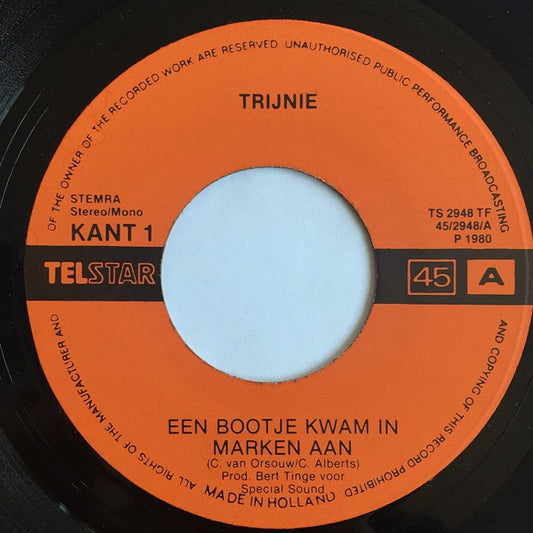 ALL RIGHTS OF THE MANUFACTURER AND OF THE OWNER OF THE RECORDED WORK ARE RESERVED UNAUTHORISED PUBLIC PERFORMANCE BROADCASTING AND COPYING OF THIS RECORD PROHIBITED
TRIJNIE
STEMRA
Stereo/Mono
KANT 1
TS 2948 TF
45/2948/A
P 1980
TELSTAR
45 A
EEN BOOTJE KWAM IN
MARKEN AAN
(C. van Orsouw/C. Alberts)
Prod. Bert Tinge voor
Special Sound
MADE IN HOLLAND